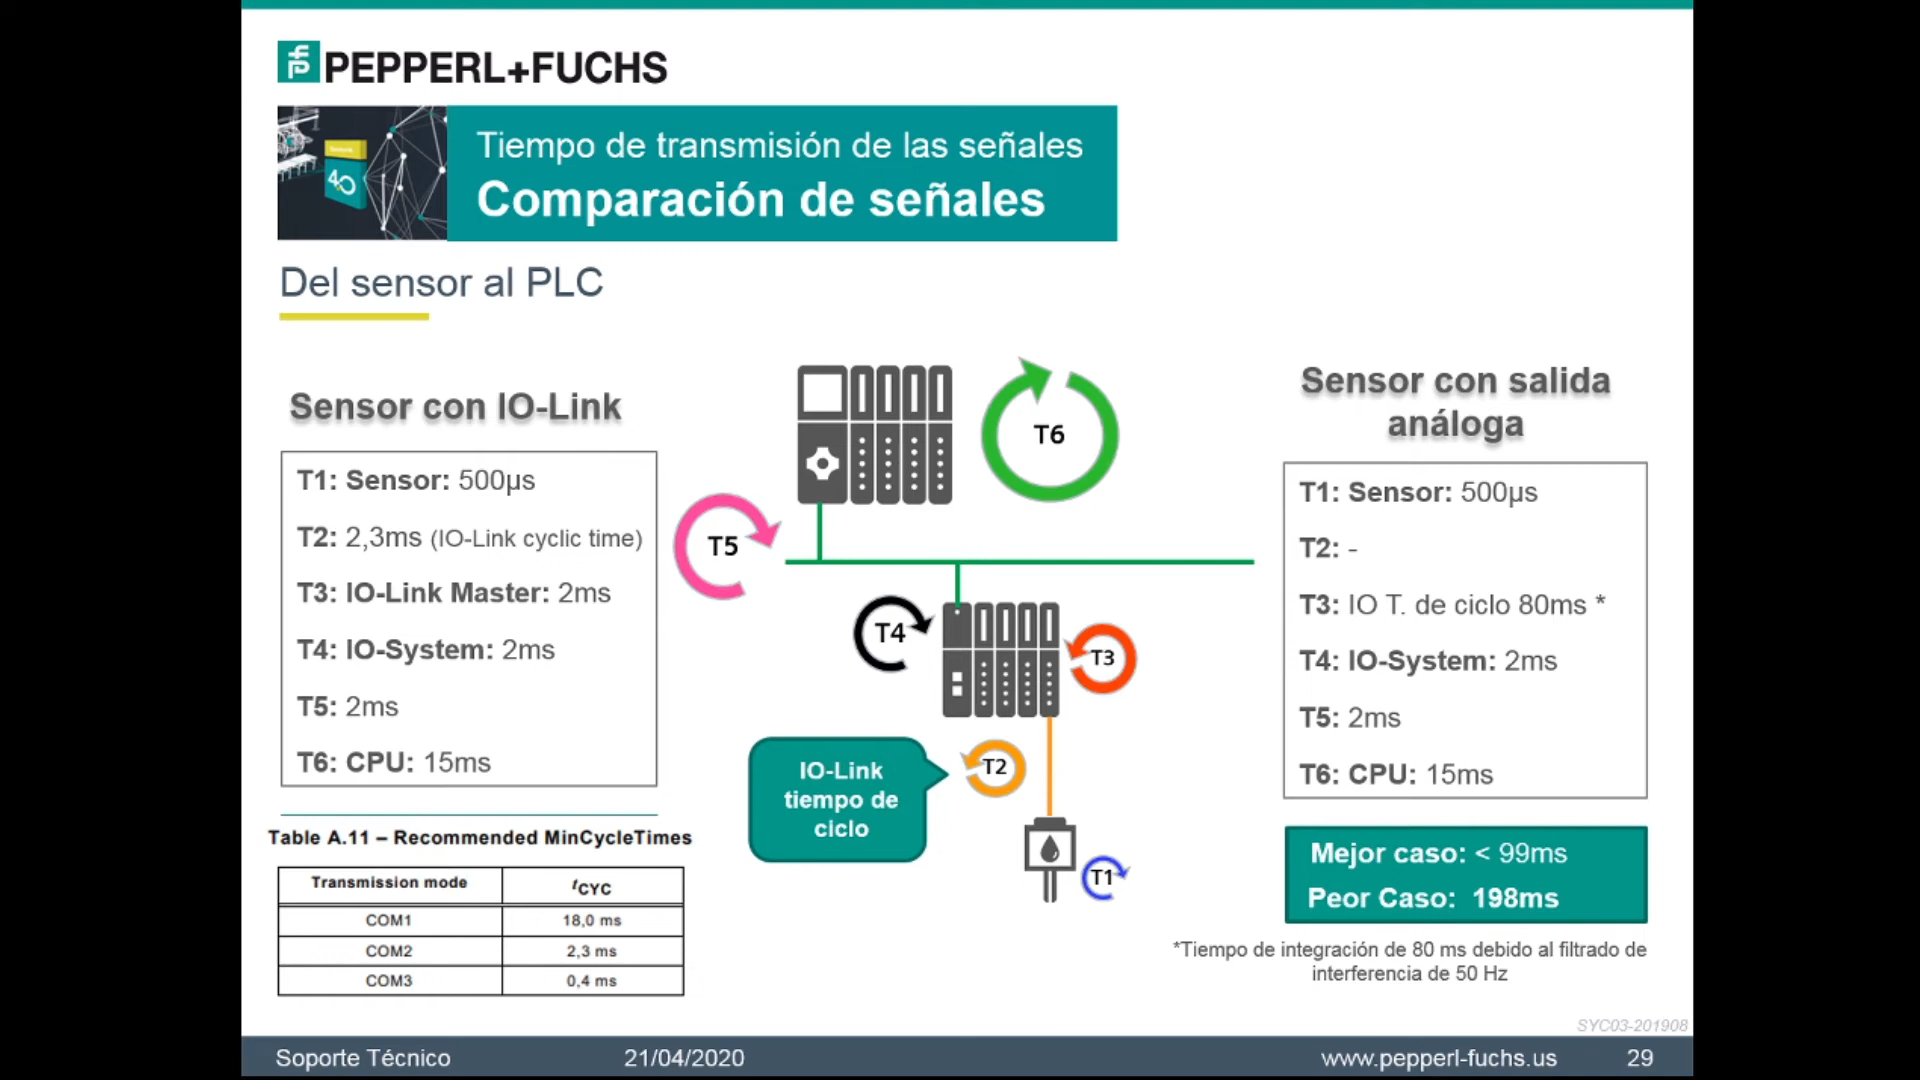 PEPPERL+FUCHS
Tiempo de transmisión de las señales
Comparación de señales
Del sensor al PLC
Sensor con IO-Link
T1: Sensor: 500µs
T2: 2,3ms (IO-Link cyclic time)
T3: IO-Link Master: 2ms
T4: IO-System: 2ms
T5: 2ms
T6: CPU: 15ms
Table A.11 – Recommended MinCycleTimes
Transmission mode tCYC
COM1 18,0 ms
COM2 2,3 ms
COM3 0,4 ms
T6
T5
T4
T3
T2
IO-Link
tiempo de
ciclo
T1
Sensor con salida
análoga
T1: Sensor: 500µs
T2: -
T3: IO T. de ciclo 80ms *
T4: IO-System: 2ms
T5: 2ms
T6: CPU: 15ms
Mejor caso: < 99ms
Peor Caso: 198ms
*Tiempo de integración de 80 ms debido al filtrado de
interferencia de 50 Hz
SYC03-201908
Soporte Técnico 21/04/2020 www.pepperl-fuchs.us 29